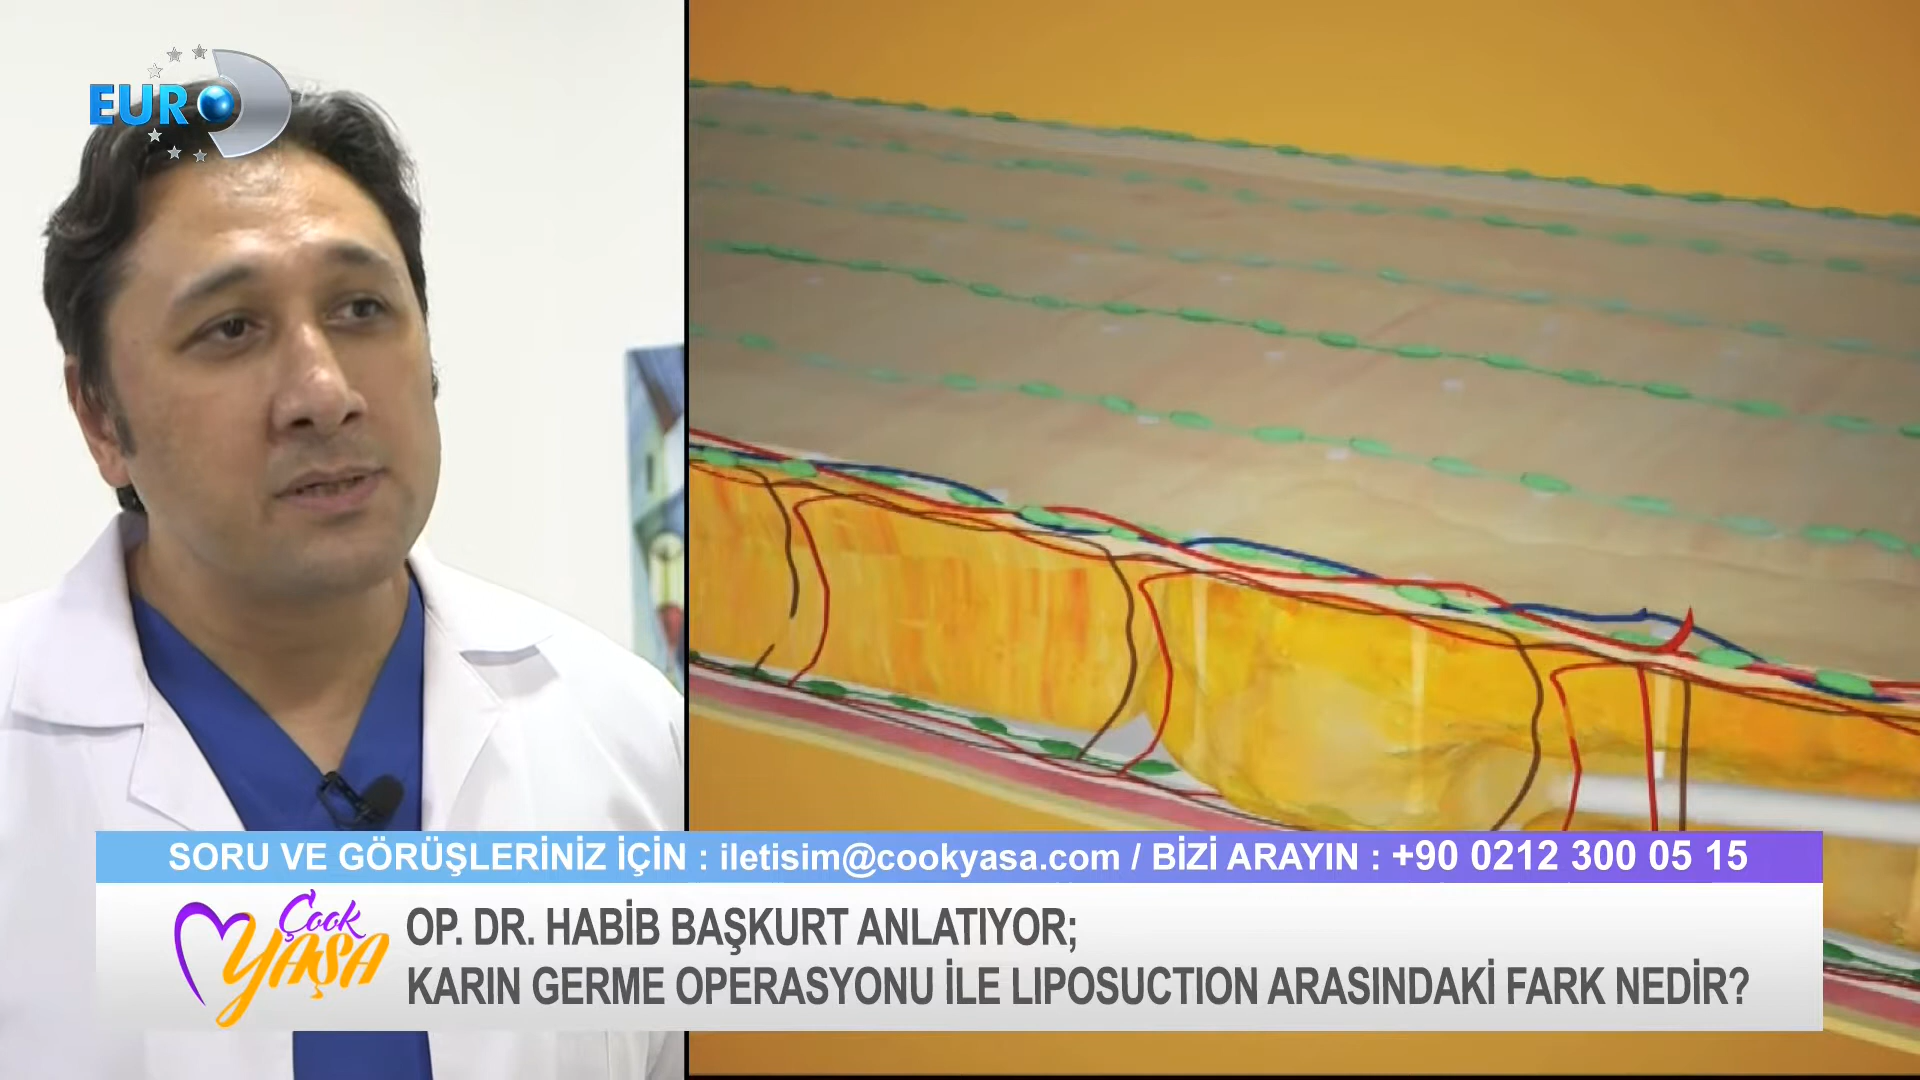 EURO D
SORU VE GÖRÜŞLERİNİZ İÇİN : iletisim@cookyasa.com / BİZİ ARAYIN : +90 0212 300 05 15
Çook
YAŞA
OP. DR. HABİB BAŞKURT ANLATIYOR;
KARIN GERME OPERASYONU İLE LIPOSUCTION ARASINDAKİ FARK NEDİR?